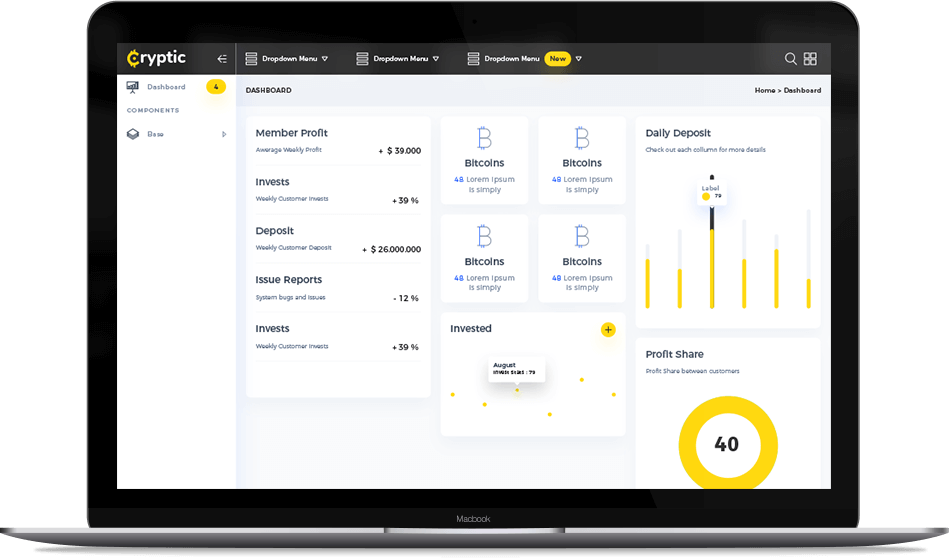 Cryptic
Dropdown Menu
Dropdown Menu
Dropdown Menu New
Dashboard 4
COMPONENTS
Base
DASHBOARD
Home > Dashboard
Member Profit
Awerage Weekly Profit
+ $ 39.000
Invests
Weekly Customer Invests
+39 %
Deposit
Weekly Customer Deposit
+ $ 26.000.000
Issue Reports
System bugs and issues
- 12 %
Invests
Weekly Customer Invests
+39 %
Bitcoins
48 Lorem Ipsum
is simply
Bitcoins
48 Lorem Ipsum
is simply
Bitcoins
48 Lorem Ipsum
is simply
Bitcoins
48 Lorem Ipsum
is simply
Invested
+
August
Invest Stats : 79
Daily Deposit
Check out each collumn for more details
Label
79
Profit Share
Profit Share between customers
40
Macbook